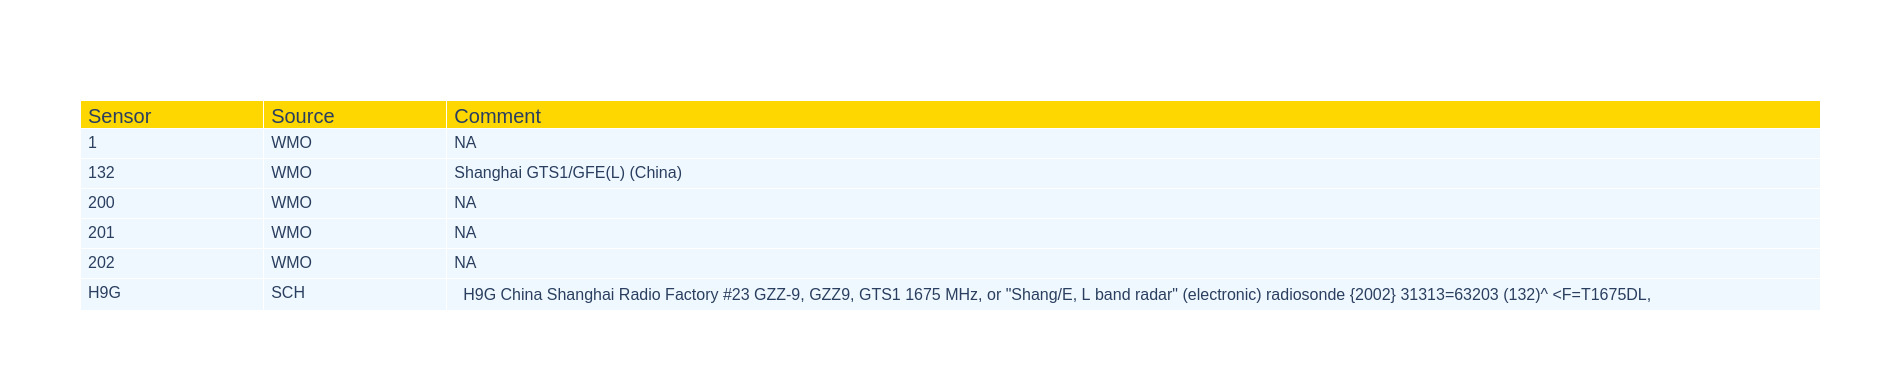 Sensor Source Comment
1 WMO NA
132 WMO Shanghai GTS1/GFE(L) (China)
200 WMO NA
201 WMO NA
202 WMO NA
H9G SCH H9G China Shanghai Radio Factory #23 GZZ-9, GZZ9, GTS1 1675 MHz, or "Shang/E, L band radar" (electronic) radiosonde {2002} 31313=63203 (132)^ <F=T1675DL,